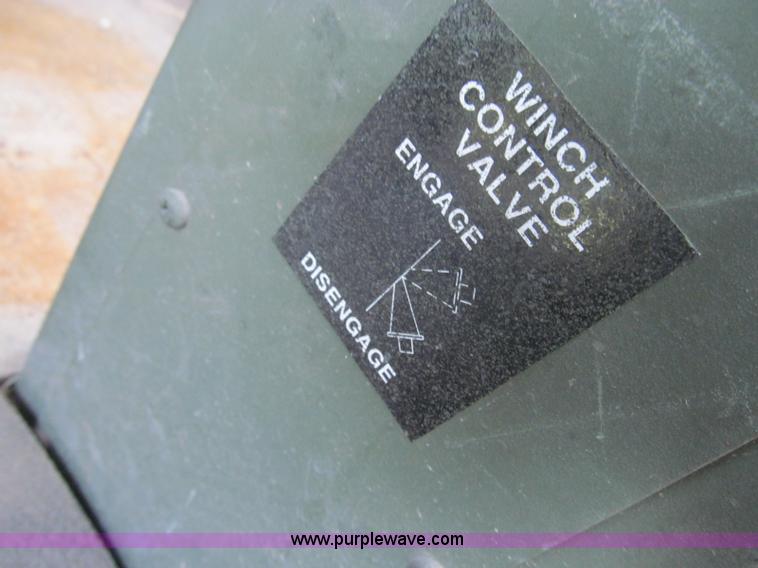 WINCH
CONTROL
VALVE
ENGAGE
DISENGAGE
www.purplewave.com